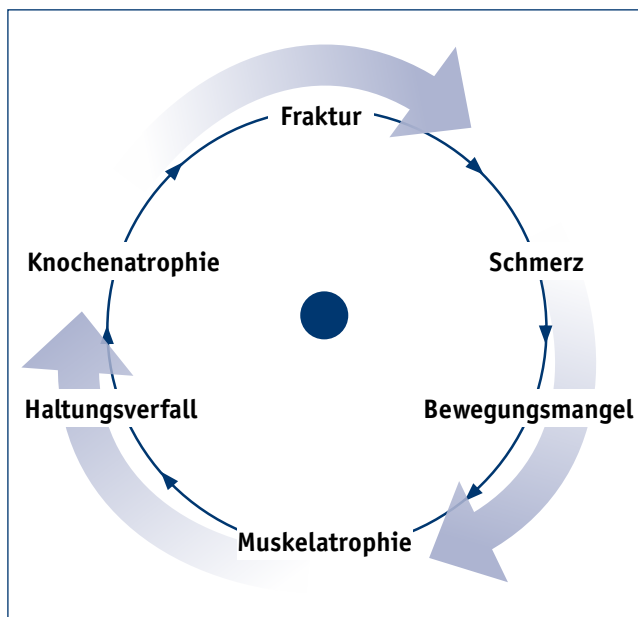 Fraktur
Knochenatrophie
Schmerz
Haltungsverfall
Bewegungsmangel
Muskelatrophie